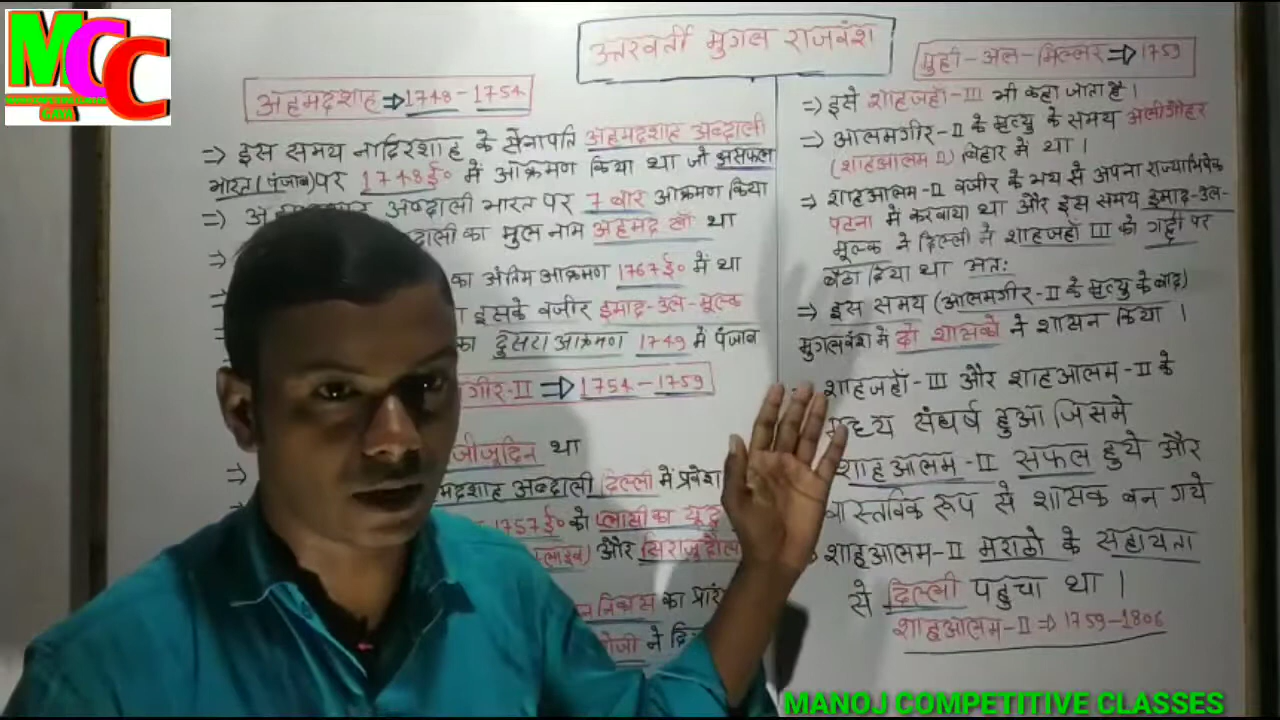 MCC
उत्तरवर्ती मुगल राजवंश
अहमदशाह => 1748 - 1754
=> इस समय नादिरशाह के सेनापति अहमदशाह अब्दाली
भारत (पंजाब) पर 1748 ई० में आक्रमण किया था जो असफल
=> अब्दाली भारत पर 7 बार आक्रमण किया
=> का मुल नाम अहमद खाँ था
का अंतिम आक्रमण 1767 ई० में था
इसके वजीर इमाद-उल-मूल्क
का दुसरा आक्रमण 1749 में पंजाब
गीर-II => 1754 - 1759
=> था
अब्दाली दिल्ली में प्रवेश
1757 ई० को प्लासी का युद्ध
और
का
ने
मुही-अल-मिल्लर => 1759
=> इसे शाहजहाँ-III भी कहा जाता है।
=> आलमगीर-II के मृत्यु के समय अलीगौहर
(शाहआलम II) बिहार में था।
=> शाहआलम-II वजीर के भय से अपना राज्याभिषेक
पटना में करवाया था और इस समय इमाद-उल-
मूल्क ने दिल्ली में शाहजहाँ III को गद्दी पर
बैठा दिया था अतः
=> इस समय (आलमगीर-II के मृत्यु के बाद)
मुगलवंश में दो शासको ने शासन किया।
शाहजहाँ-III और शाहआलम-II के
मध्य संघर्ष हुआ जिसमे
शाहआलम-II सफल हुये और
वास्तविक रूप से शासक बन गये
शाहआलम-II मराठो के सहायता
से दिल्ली पहुचा था।
शाहआलम-II => 1759-1806
MANOJ COMPETITIVE CLASSES